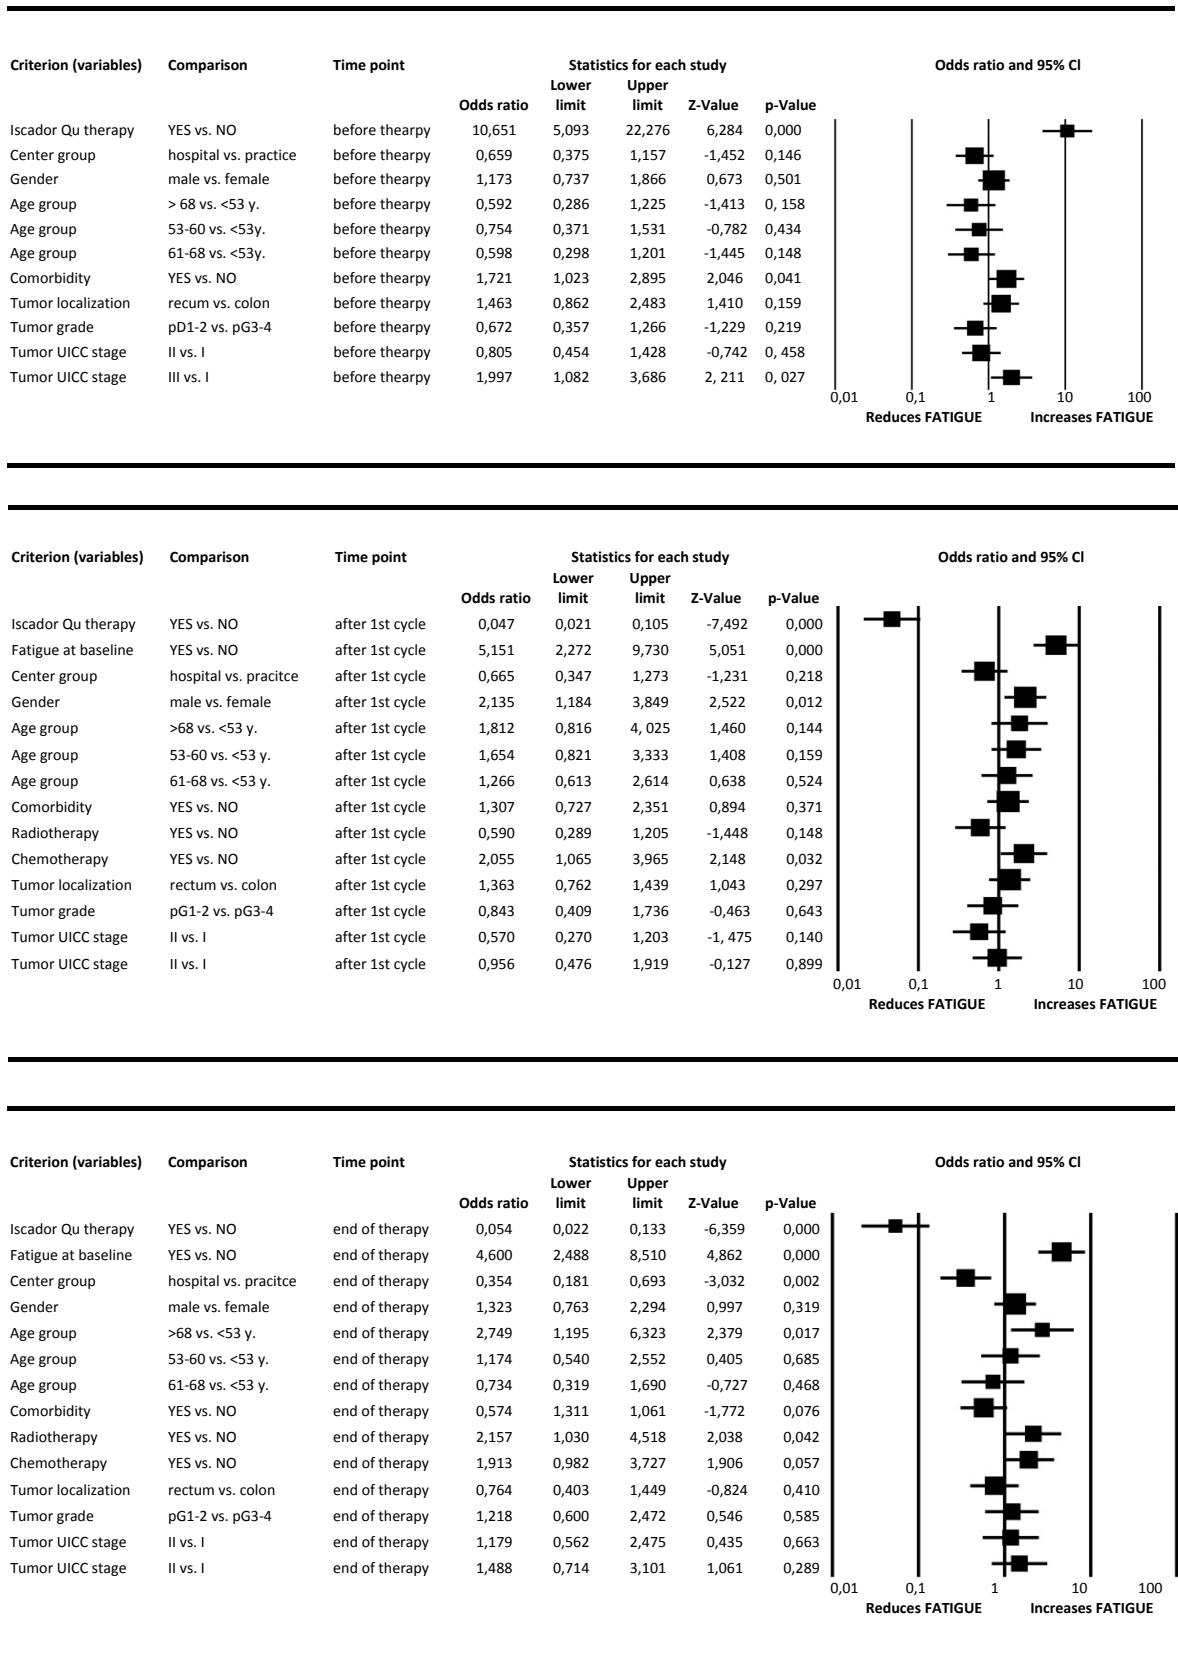 Criterion (variables) Comparison Time point Statistics for each study Odds ratio and 95% Cl
Lower Upper
Odds ratio limit limit Z-Value p-Value
Iscador Qu therapy YES vs. NO before thearpy 10,651 5,093 22,276 6,284 0,000
Center group hospital vs. practice before thearpy 0,659 0,375 1,157 -1,452 0,146
Gender male vs. female before thearpy 1,173 0,737 1,866 0,673 0,501
Age group > 68 vs. <53 y. before thearpy 0,592 0,286 1,225 -1,413 0, 158
Age group 53-60 vs. <53y. before thearpy 0,754 0,371 1,531 -0,782 0,434
Age group 61-68 vs. <53y. before thearpy 0,598 0,298 1,201 -1,445 0,148
Comorbidity YES vs. NO before thearpy 1,721 1,023 2,895 2,046 0,041
Tumor localization recum vs. colon before thearpy 1,463 0,862 2,483 1,410 0,159
Tumor grade pD1-2 vs. pG3-4 before thearpy 0,672 0,357 1,266 -1,229 0,219
Tumor UICC stage II vs. I before thearpy 0,805 0,454 1,428 -0,742 0, 458
Tumor UICC stage III vs. I before thearpy 1,997 1,082 3,686 2, 211 0, 027
0,01 0,1 1 10 100
Reduces FATIGUE Increases FATIGUE
Criterion (variables) Comparison Time point Statistics for each study Odds ratio and 95% Cl
Lower Upper
Odds ratio limit limit Z-Value p-Value
Iscador Qu therapy YES vs. NO after 1st cycle 0,047 0,021 0,105 -7,492 0,000
Fatigue at baseline YES vs. NO after 1st cycle 5,151 2,272 9,730 5,051 0,000
Center group hospital vs. pracitce after 1st cycle 0,665 0,347 1,273 -1,231 0,218
Gender male vs. female after 1st cycle 2,135 1,184 3,849 2,522 0,012
Age group >68 vs. <53 y. after 1st cycle 1,812 0,816 4, 025 1,460 0,144
Age group 53-60 vs. <53 y. after 1st cycle 1,654 0,821 3,333 1,408 0,159
Age group 61-68 vs. <53 y. after 1st cycle 1,266 0,613 2,614 0,638 0,524
Comorbidity YES vs. NO after 1st cycle 1,307 0,727 2,351 0,894 0,371
Radiotherapy YES vs. NO after 1st cycle 0,590 0,289 1,205 -1,448 0,148
Chemotherapy YES vs. NO after 1st cycle 2,055 1,065 3,965 2,148 0,032
Tumor localization rectum vs. colon after 1st cycle 1,363 0,762 1,439 1,043 0,297
Tumor grade pG1-2 vs. pG3-4 after 1st cycle 0,843 0,409 1,736 -0,463 0,643
Tumor UICC stage II vs. I after 1st cycle 0,570 0,270 1,203 -1, 475 0,140
Tumor UICC stage II vs. I after 1st cycle 0,956 0,476 1,919 -0,127 0,899
0,01 0,1 1 10 100
Reduces FATIGUE Increases FATIGUE
Criterion (variables) Comparison Time point Statistics for each study Odds ratio and 95% Cl
Lower Upper
Odds ratio limit limit Z-Value p-Value
Iscador Qu therapy YES vs. NO end of therapy 0,054 0,022 0,133 -6,359 0,000
Fatigue at baseline YES vs. NO end of therapy 4,600 2,488 8,510 4,862 0,000
Center group hospital vs. pracitce end of therapy 0,354 0,181 0,693 -3,032 0,002
Gender male vs. female end of therapy 1,323 0,763 2,294 0,997 0,319
Age group >68 vs. <53 y. end of therapy 2,749 1,195 6,323 2,379 0,017
Age group 53-60 vs. <53 y. end of therapy 1,174 0,540 2,552 0,405 0,685
Age group 61-68 vs. <53 y. end of therapy 0,734 0,319 1,690 -0,727 0,468
Comorbidity YES vs. NO end of therapy 0,574 1,311 1,061 -1,772 0,076
Radiotherapy YES vs. NO end of therapy 2,157 1,030 4,518 2,038 0,042
Chemotherapy YES vs. NO end of therapy 1,913 0,982 3,727 1,906 0,057
Tumor localization rectum vs. colon end of therapy 0,764 0,403 1,449 -0,824 0,410
Tumor grade pG1-2 vs. pG3-4 end of therapy 1,218 0,600 2,472 0,546 0,585
Tumor UICC stage II vs. I end of therapy 1,179 0,562 2,475 0,435 0,663
Tumor UICC stage II vs. I end of therapy 1,488 0,714 3,101 1,061 0,289
0,01 0,1 1 10 100
Reduces FATIGUE Increases FATIGUE